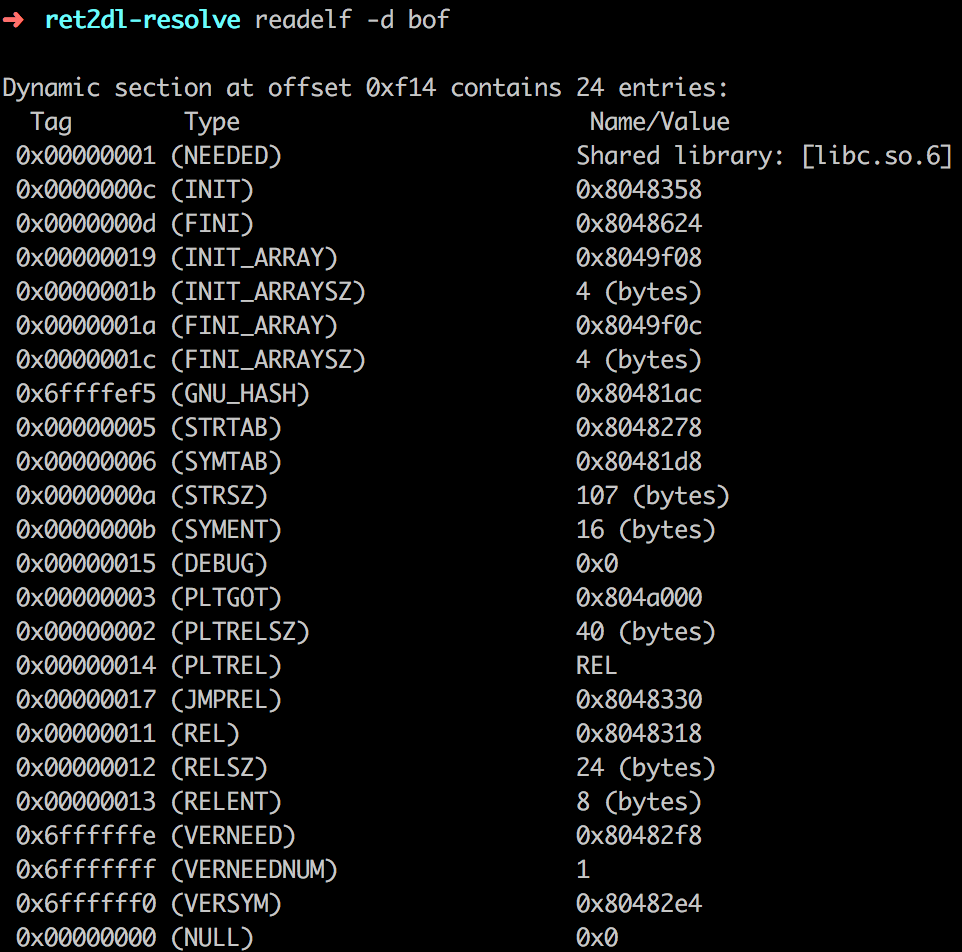 ➜ ret2dl-resolve readelf -d bof
Dynamic section at offset 0xf14 contains 24 entries:
Tag Type Name/Value
0x00000001 (NEEDED) Shared library: [libc.so.6]
0x0000000c (INIT) 0x8048358
0x0000000d (FINI) 0x8048624
0x00000019 (INIT_ARRAY) 0x8049f08
0x0000001b (INIT_ARRAYSZ) 4 (bytes)
0x0000001a (FINI_ARRAY) 0x8049f0c
0x0000001c (FINI_ARRAYSZ) 4 (bytes)
0x6ffffef5 (GNU_HASH) 0x80481ac
0x00000005 (STRTAB) 0x8048278
0x00000006 (SYMTAB) 0x80481d8
0x0000000a (STRSZ) 107 (bytes)
0x0000000b (SYMENT) 16 (bytes)
0x00000015 (DEBUG) 0x0
0x00000003 (PLTGOT) 0x804a000
0x00000002 (PLTRELSZ) 40 (bytes)
0x00000014 (PLTREL) REL
0x00000017 (JMPREL) 0x8048330
0x00000011 (REL) 0x8048318
0x00000012 (RELSZ) 24 (bytes)
0x00000013 (RELENT) 8 (bytes)
0x6ffffffe (VERNEED) 0x80482f8
0x6fffffff (VERNEEDNUM) 1
0x6ffffff0 (VERSYM) 0x80482e4
0x00000000 (NULL) 0x0